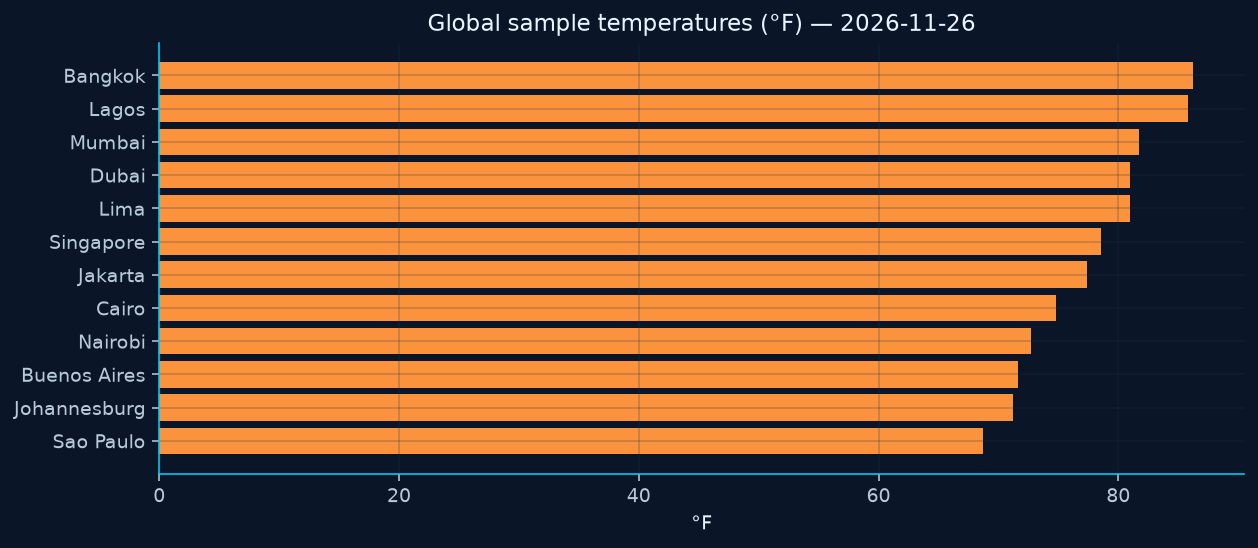 Global sample temperatures (°F) — 2026-11-26
Bangkok
Lagos
Mumbai
Dubai
Lima
Singapore
Jakarta
Cairo
Nairobi
Buenos Aires
Johannesburg
Sao Paulo
0 20 40 60 80
°F